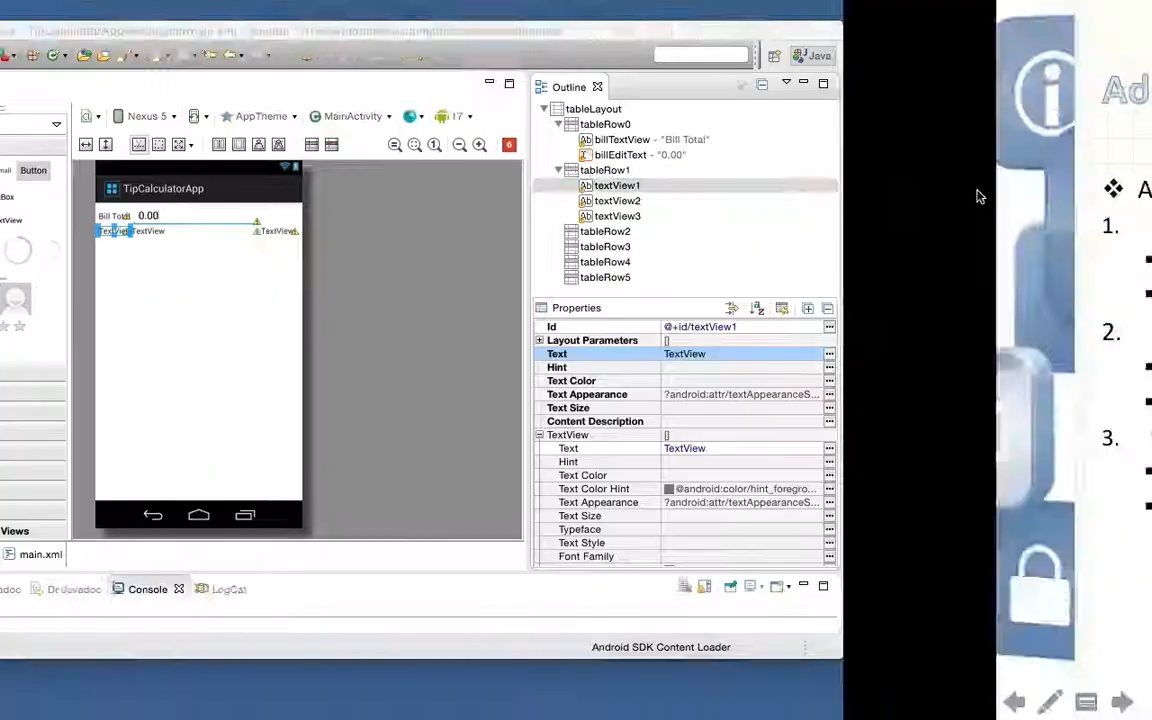 Java
Outline
Nexus 5
AppTheme
MainActivity
17
tableLayout
tableRow0
billTextView - "Bill Total"
billEditText - "0.00"
tableRow1
textView1
textView2
textView3
tableRow2
tableRow3
tableRow4
tableRow5
6
Button
TipCalculatorApp
Bill Total 0.00
TextView
TextView
Properties
Id @+id/textView1
Layout Parameters []
Text TextView
Hint
Text Color
Text Appearance ?android:attr/textAppearanceS...
Text Size
Content Description
TextView []
Text TextView
Hint
Text Color
Text Color Hint @android:color/hint_foregro...
Text Appearance ?android:attr/textAppearanceS...
Text Size
Typeface
Text Style
Font Family
Views
main.xml
Console
LogCat
Android SDK Content Loader
Ad
A
1.
2.
3.